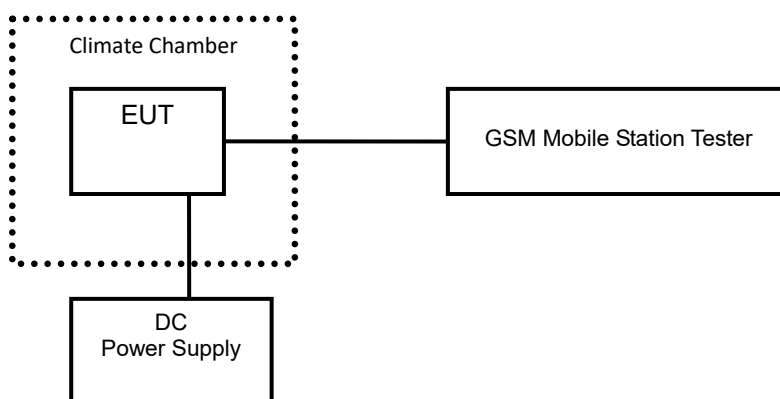 Climate Chamber
EUT
GSM Mobile Station Tester
DC
Power Supply